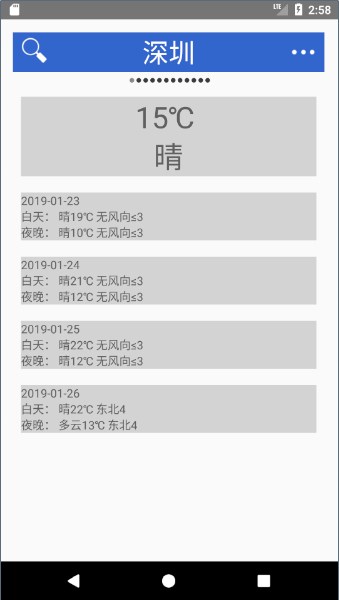 LTE 2:58
深圳
15℃
晴
2019-01-23
白天： 晴19℃ 无风向≤3
夜晚： 晴10℃ 无风向≤3
2019-01-24
白天： 晴21℃ 无风向≤3
夜晚： 晴12℃ 无风向≤3
2019-01-25
白天： 晴22℃ 无风向≤3
夜晚： 晴12℃ 无风向≤3
2019-01-26
白天： 晴22℃ 东北4
夜晚： 多云13℃ 东北4